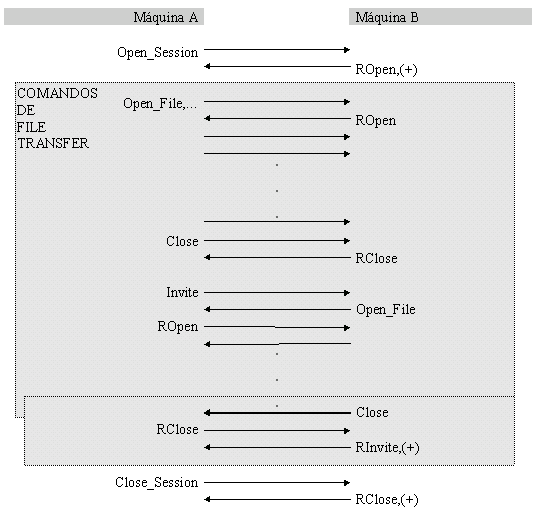 Máquina A Máquina B
Open_Session
ROpen,(+)
COMANDOS
DE
FILE
TRANSFER
Open_File,...
ROpen
Close
RClose
Invite
Open_File
ROpen
Close
RClose
RInvite,(+)
Close_Session
RClose,(+)